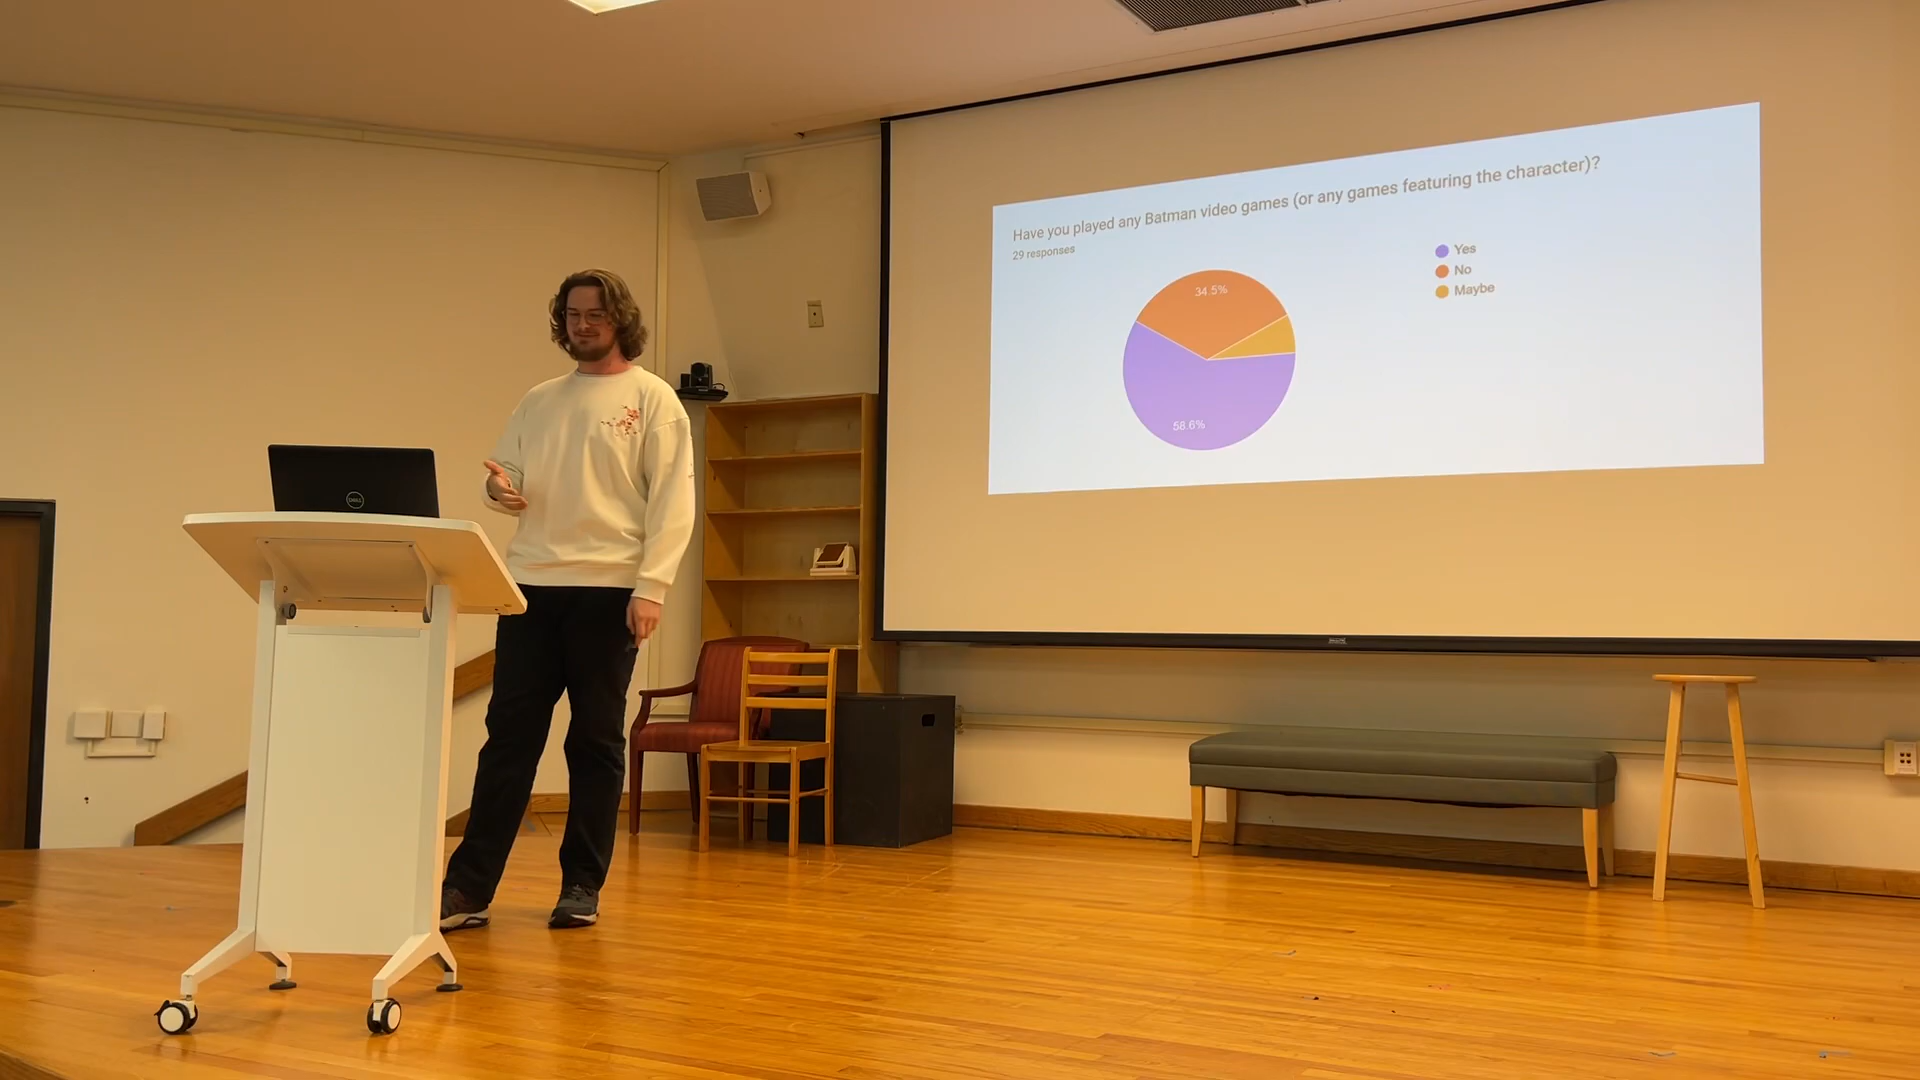 Have you played any Batman video games (or any games featuring the character)?
29 responses
Yes
No
Maybe
34.5%
58.6%
DELL